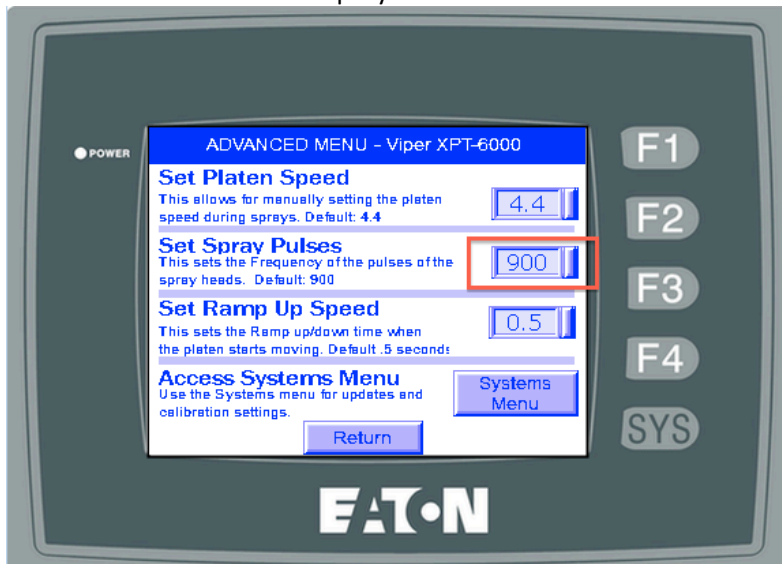 POWER
ADVANCED MENU - Viper XPT-6000
Set Platen Speed
This allows for manually setting the platen
speed during sprays. Default: 4.4
4.4
Set Spray Pulses
This sets the Frequency of the pulses of the
spray heads. Default: 900
900
Set Ramp Up Speed
This sets the Ramp up/down time when
the platen starts moving. Default .5 seconds
0.5
Access Systems Menu
Use the Systems menu for updates and
calibration settings.
Systems
Menu
Return
F1
F2
F3
F4
SYS
EATON